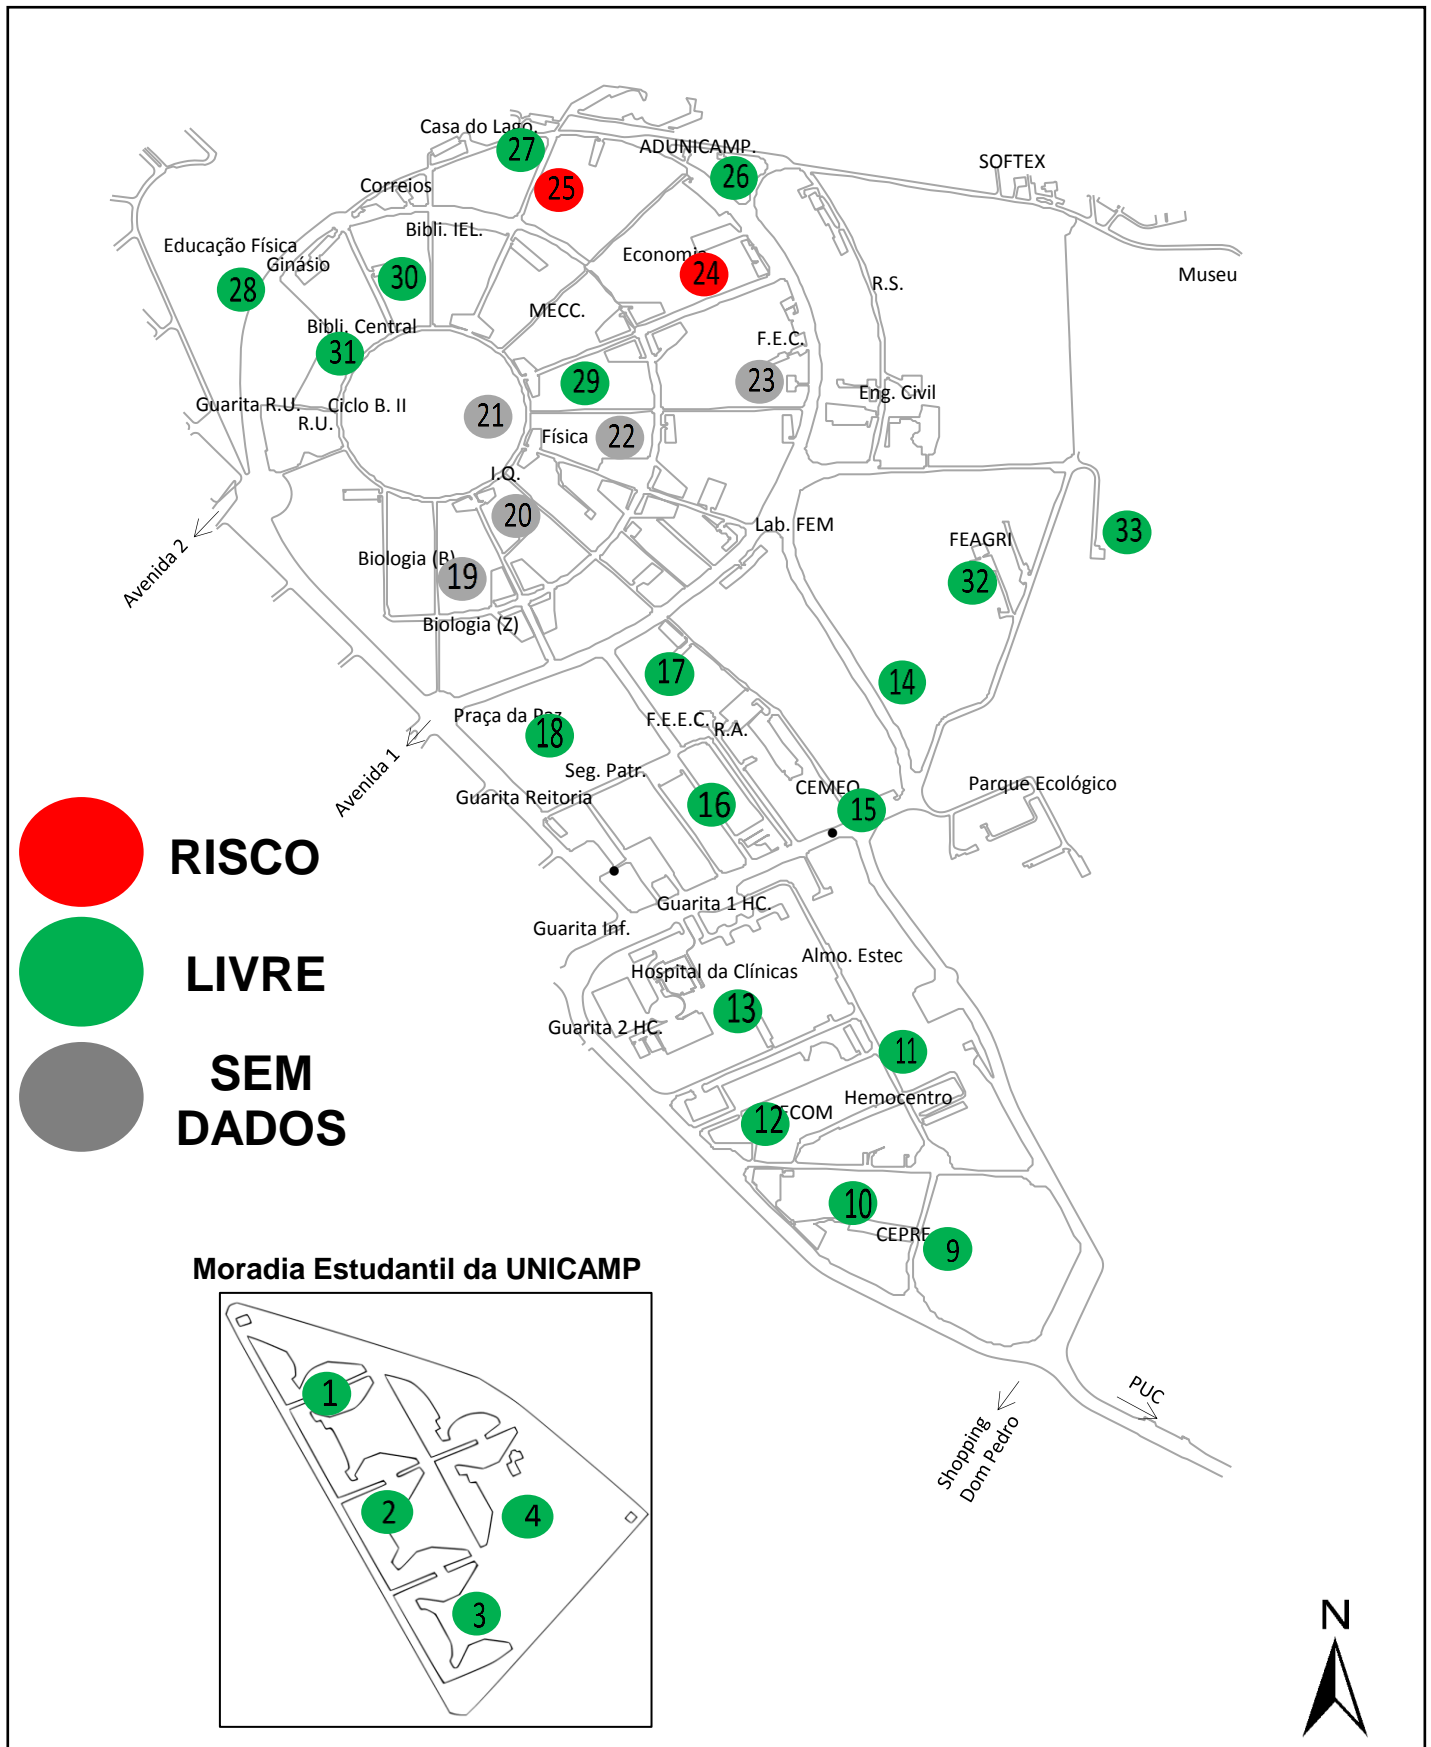 Casa do Lago.
27
ADUNICAMP.
26
SOFTEX
25
Correios
Bibli. IEL.
Educação Física
Ginásio
28
30
Economia
24
R.S.
Museu
MECC.
Bibli. Central
31
F.E.C.
29
23
Eng. Civil
Guarita R.U.
Ciclo B. II
R.U.
21
Física
22
I.Q.
20
Lab. FEM
FEAGRI
33
Avenida 2
Biologia (B)
19
32
Biologia (Z)
17
14
Praça da Paz
18
F.E.E.C.
R.A.
Avenida 1
Seg. Patr.
Guarita Reitoria
16
CEMEQ
15
Parque Ecológico
RISCO
Guarita 1 HC.
Guarita Inf.
Almo. Estec
LIVRE
Hospital da Clínicas
13
Guarita 2 HC.
11
SEM
DADOS
Hemocentro
12
ECOM
10
CEPRE
9
Moradia Estudantil da UNICAMP
1
2
4
3
PUC
Shopping
Dom Pedro
N